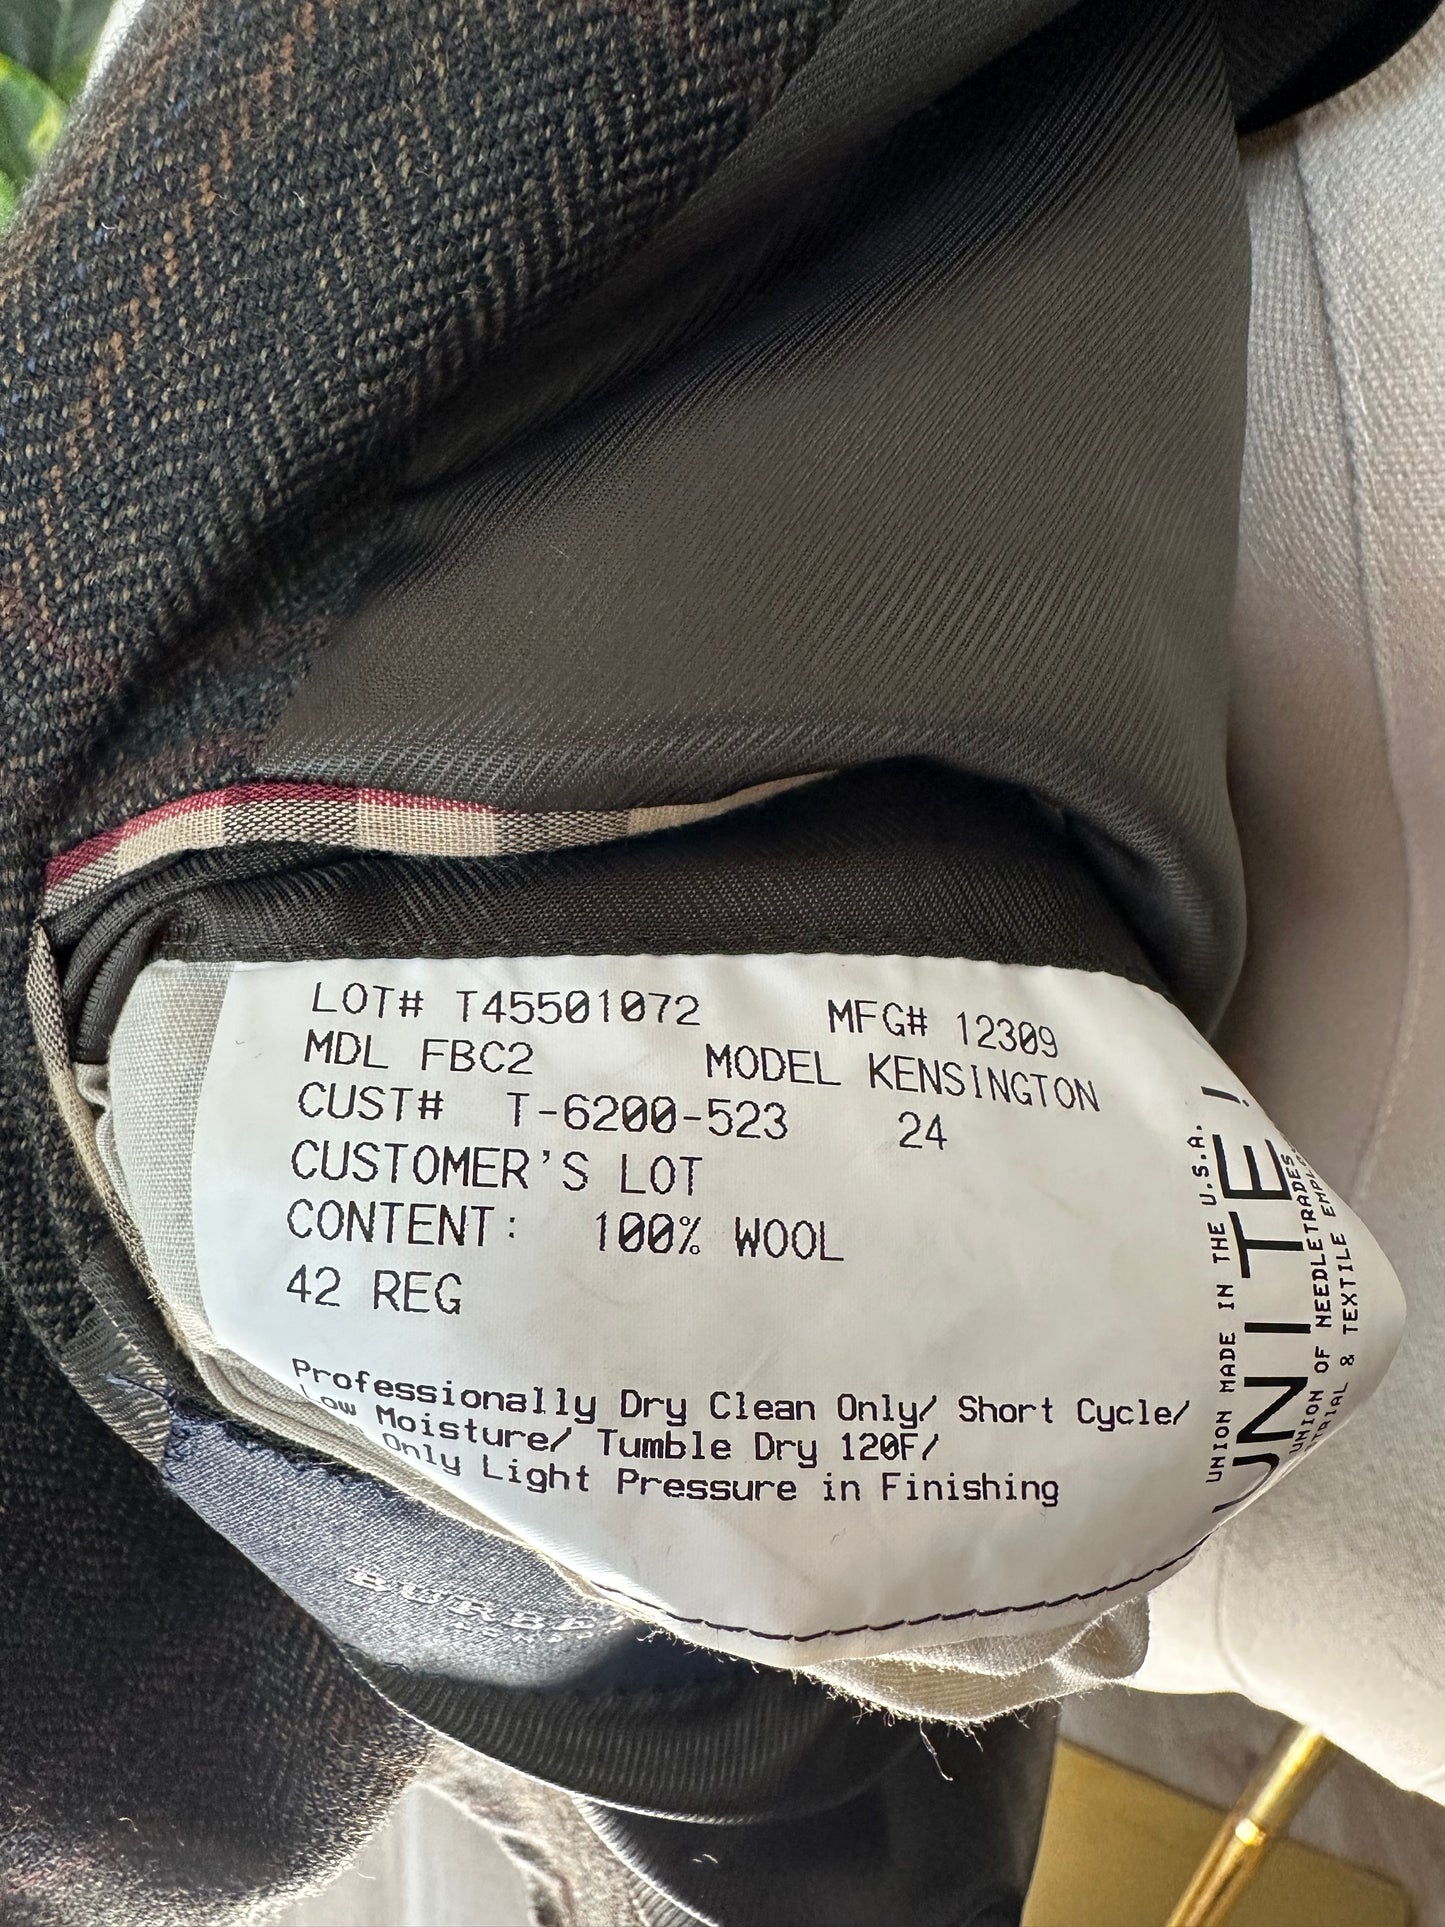 LOT# T45501072 MFG# 12309
MDL FBC2 MODEL KENSINGTON
CUST# T-6200-523 24
CUSTOMER'S LOT
CONTENT: 100% WOOL
42 REG
Professionally Dry Clean Only/ Short Cycle/
Low Moisture/ Tumble Dry 120F/
Only Light Pressure in Finishing
UNION MADE IN THE U.S.A.
UNITE!
UNION OF NEEDLETRADES
& TEXTILE